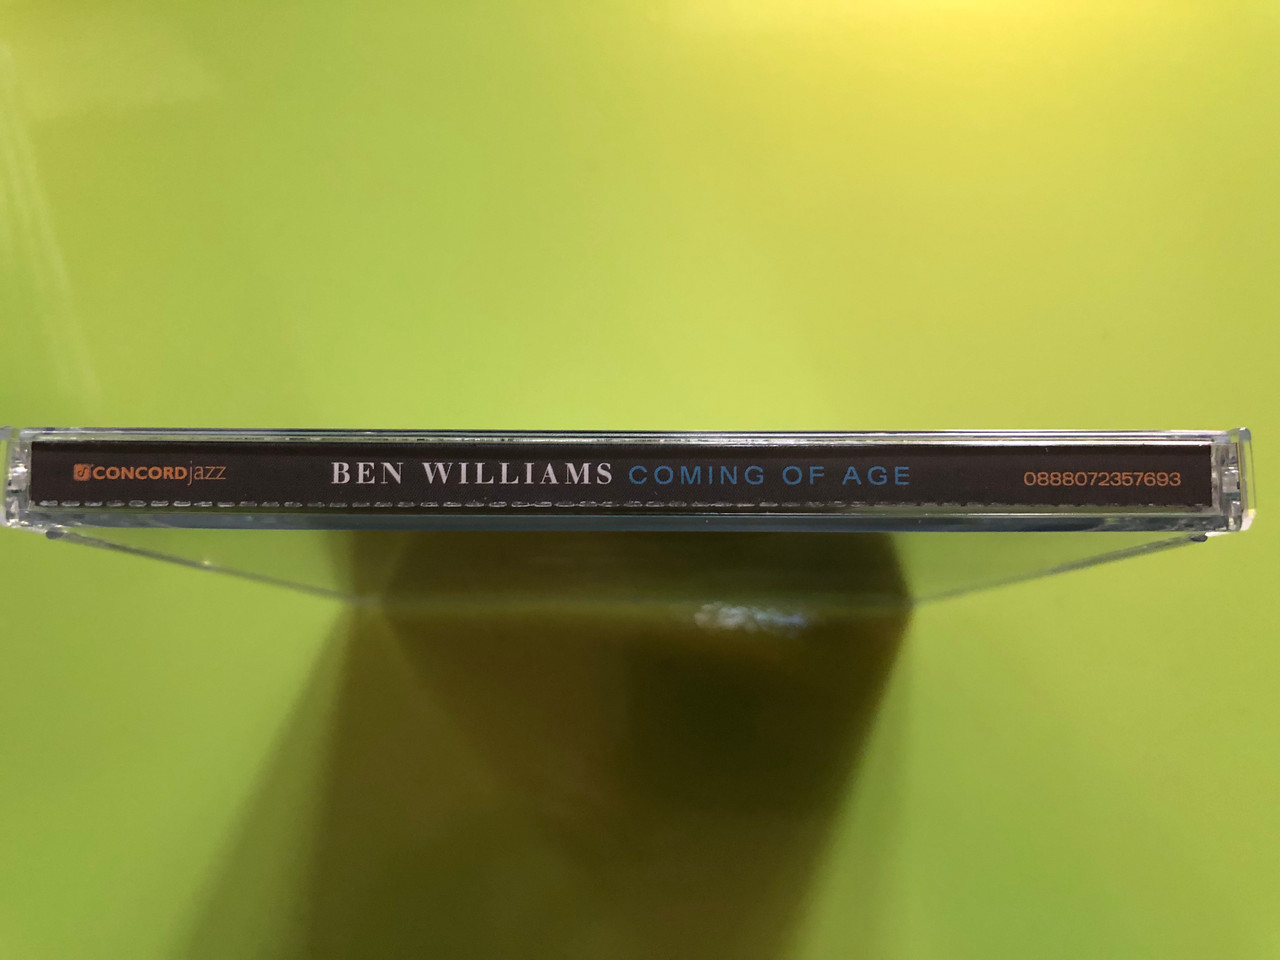 CONCORDjazz BEN WILLIAMS COMING OF AGE 0888072357693